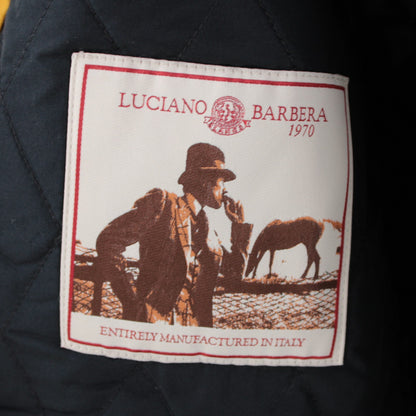 LUCIANO BARBERA
1970
ENTIRELY MANUFACTURED IN ITALY